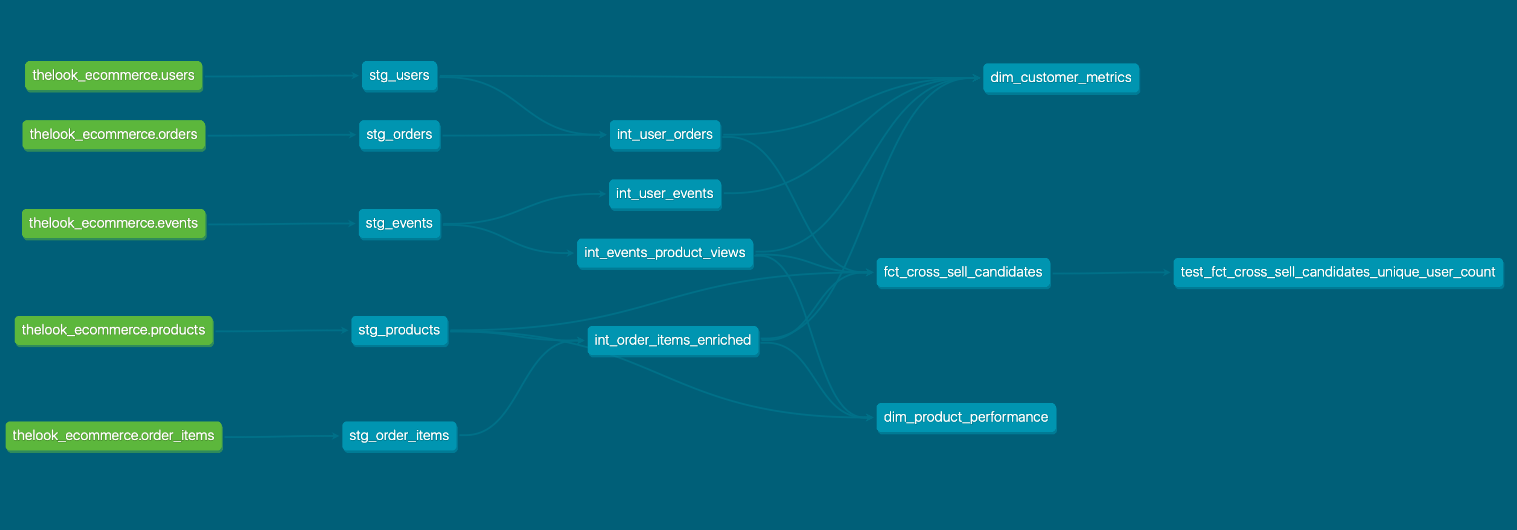 thelook_ecommerce.users
stg_users
dim_customer_metrics
thelook_ecommerce.orders
stg_orders
int_user_orders
int_user_events
thelook_ecommerce.events
stg_events
int_events_product_views
fct_cross_sell_candidates
test_fct_cross_sell_candidates_unique_user_count
thelook_ecommerce.products
stg_products
int_order_items_enriched
dim_product_performance
thelook_ecommerce.order_items
stg_order_items